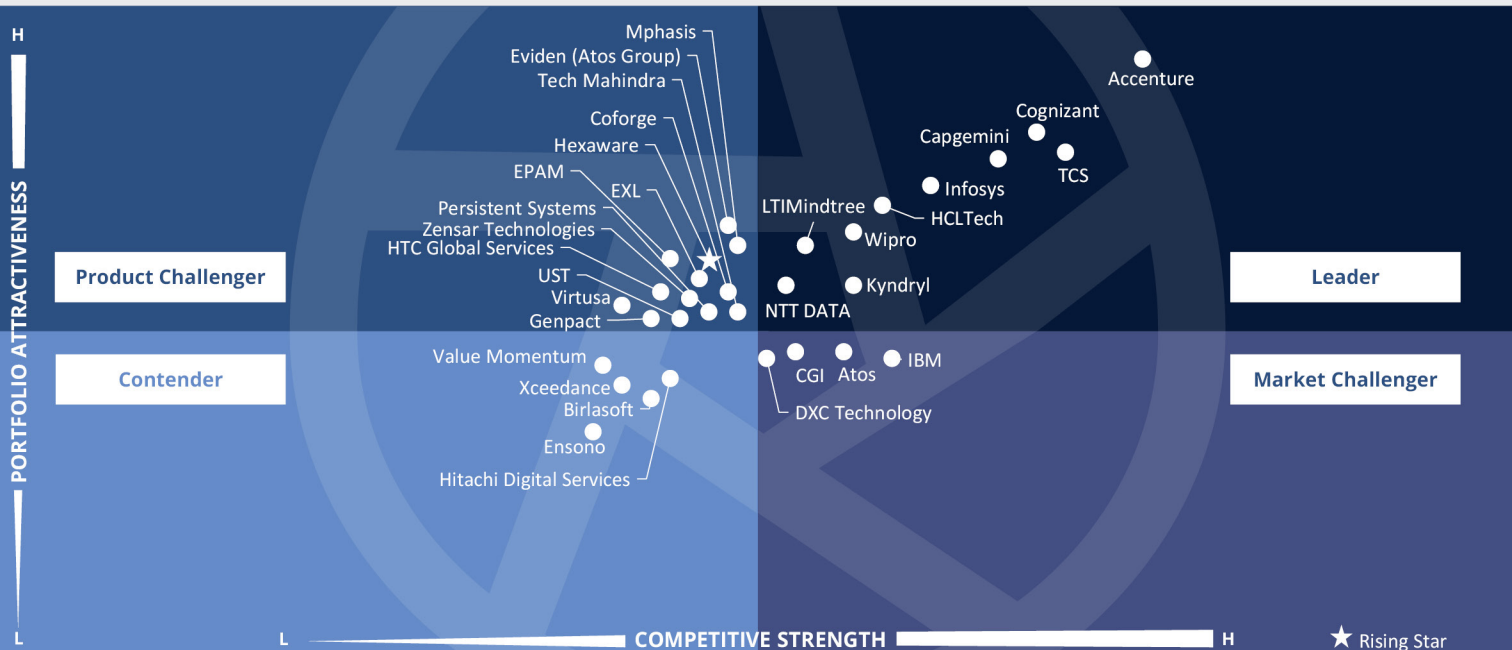 H
Mphasis
Eviden (Atos Group)
Tech Mahindra
Coforge
Hexaware
EPAM
EXL
Persistent Systems
Zensar Technologies
HTC Global Services
UST
Virtusa
Genpact
Product Challenger
Accenture
Cognizant
Capgemini
TCS
Infosys
LTIMindtree
HCLTech
Wipro
Kyndryl
NTT DATA
Leader
PORTFOLIO ATTRACTIVENESS
Contender
Value Momentum
Xceedance
Birlasoft
Ensono
Hitachi Digital Services
CGI
Atos
IBM
DXC Technology
Market Challenger
L
L
COMPETITIVE STRENGTH
H
Rising Star